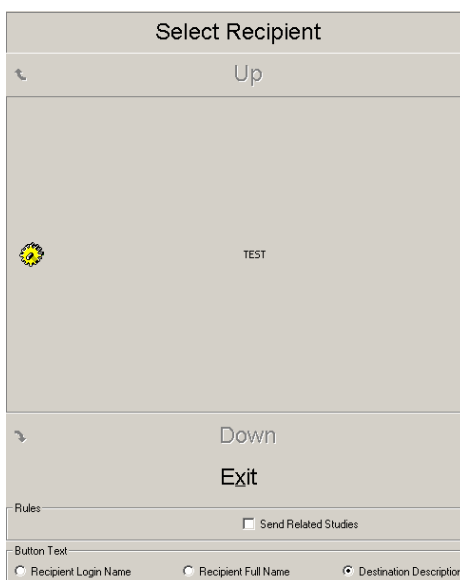 Select Recipient
Up
TEST
Down
Exit
Rules
Send Related Studies
Button Text
Recipient Login Name Recipient Full Name Destination Description